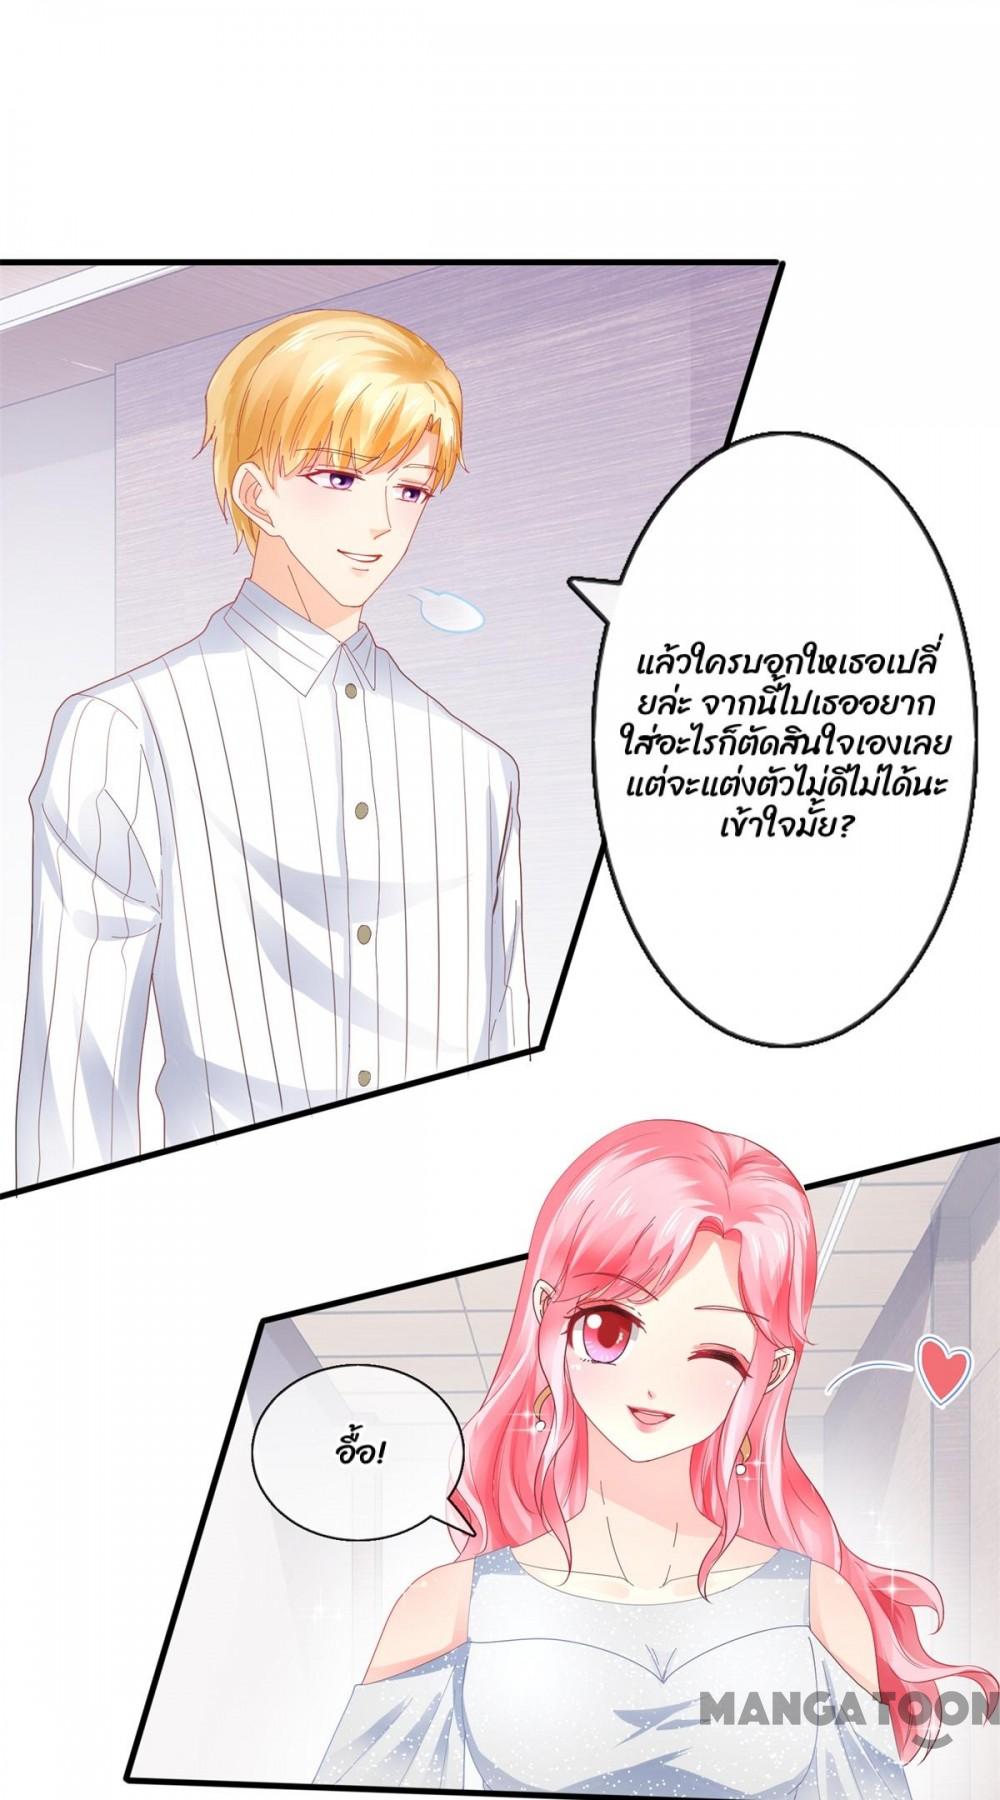 แล้วใครบอกให้เธอเปลี่
ยล่ะ จากนี้ไปเธออยาก
ใส่อะไรก็ตัดสินใจเองเลย
แต่จะแต่งตัวไม่ดีไม่ได้นะ
เข้าใจมั้ย?
อื้อ!
MANGATOON